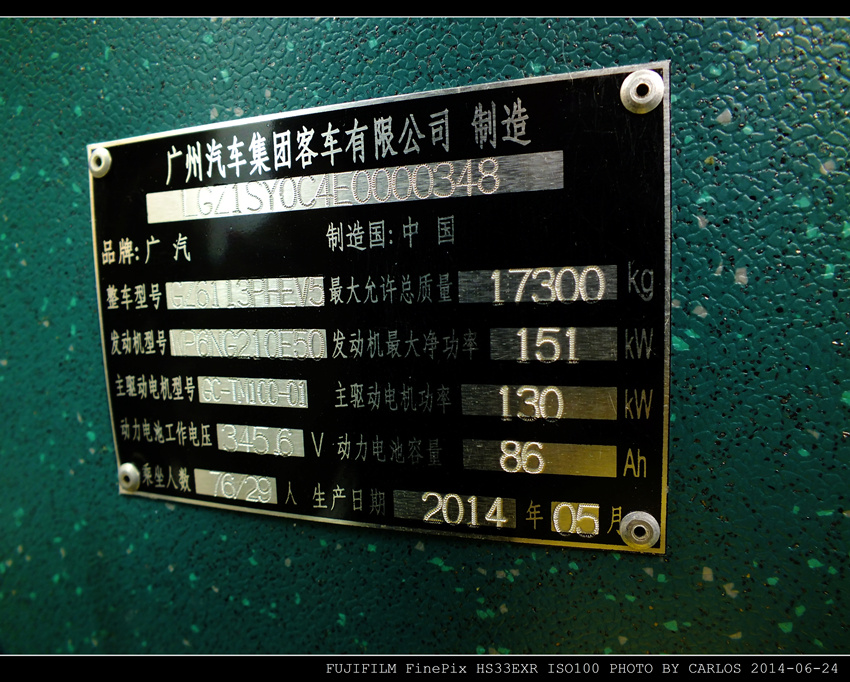 广州汽车集团客车有限公司 制造
LGZ1SY0C4E0000348
品牌:广 汽 制造国:中 国
整车型号 GZ6113PHEV5 最大允许总质量 17300 kg
发动机型号 WP6NG210E50 发动机最大净功率 151 kW
主驱动电机型号 GC-TM100-01 主驱动电机功率 130 kW
动力电池工作电压 345.6 V 动力电池容量 86 Ah
乘坐人数 76/29 人 生产日期 2014 年 05 月
FUJIFILM FinePix HS33EXR ISO100 PHOTO BY CARLOS 2014-06-24